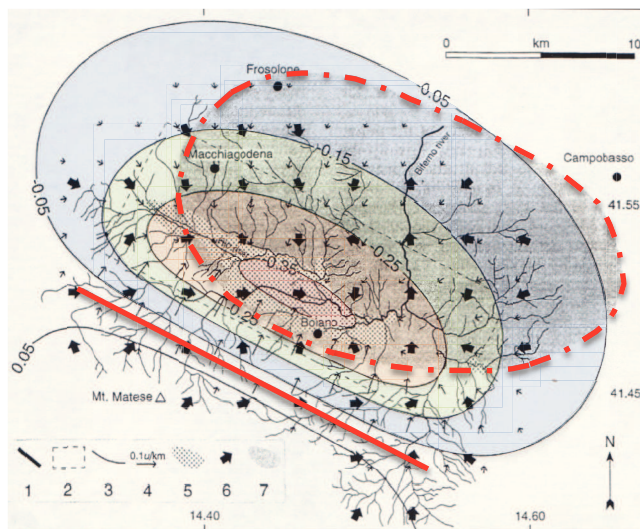 0 km 10
Frosolone
-0.05
-0.15
Macchiagodena
Biferno river
Campobasso
41.55
-0.05
-0.25
-0.35
-0.25
Boiano
0.05
Mt. Matese
41.45
0.1u/km
N
1 2 3 4 5 6 7
14.40 14.60